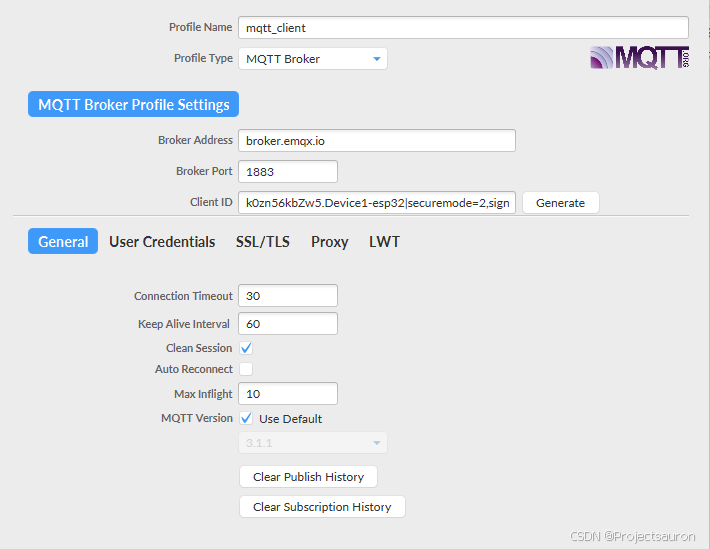 Profile Name mqtt_client
Profile Type MQTT Broker
MQTT.ORG
MQTT Broker Profile Settings
Broker Address broker.emqx.io
Broker Port 1883
Client ID k0zn56kbZw5.Device1-esp32|securemode=2,sign Generate
General User Credentials SSL/TLS Proxy LWT
Connection Timeout 30
Keep Alive Interval 60
Clean Session
Auto Reconnect
Max Inflight 10
MQTT Version Use Default
3.1.1
Clear Publish History
Clear Subscription History
CSDN @Projectsauron